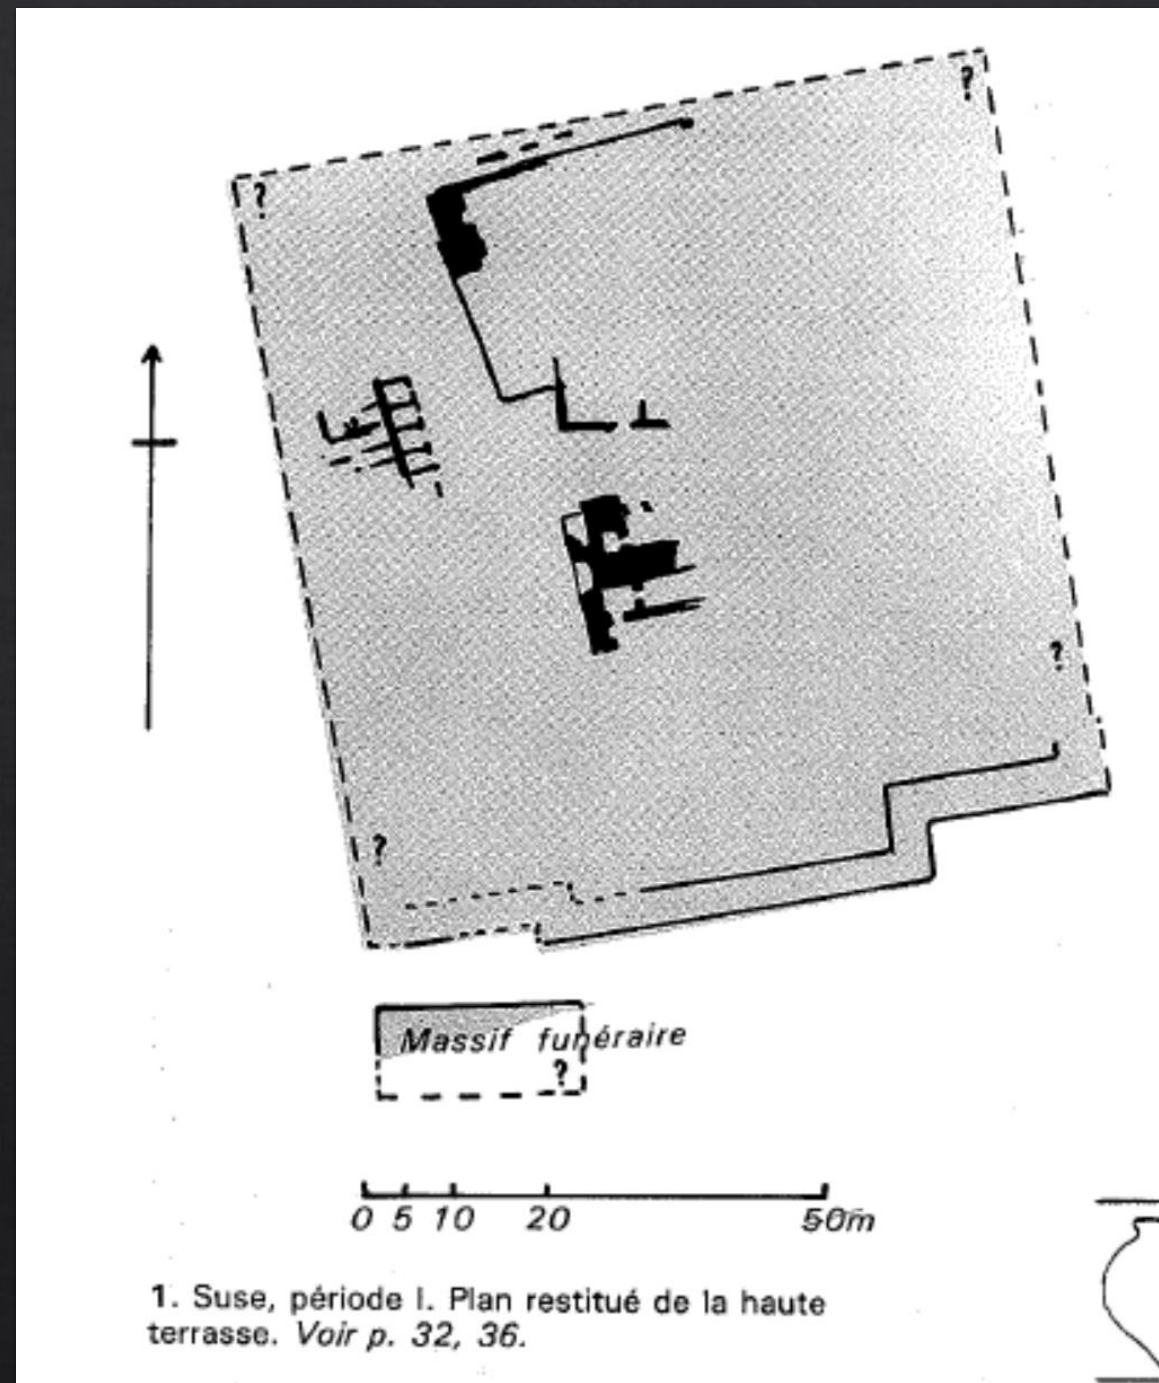 ?
?
?
?
Massif funéraire
?
0 5 10 20 50m
1. Suse, période I. Plan restitué de la haute
terrasse. Voir p. 32, 36.